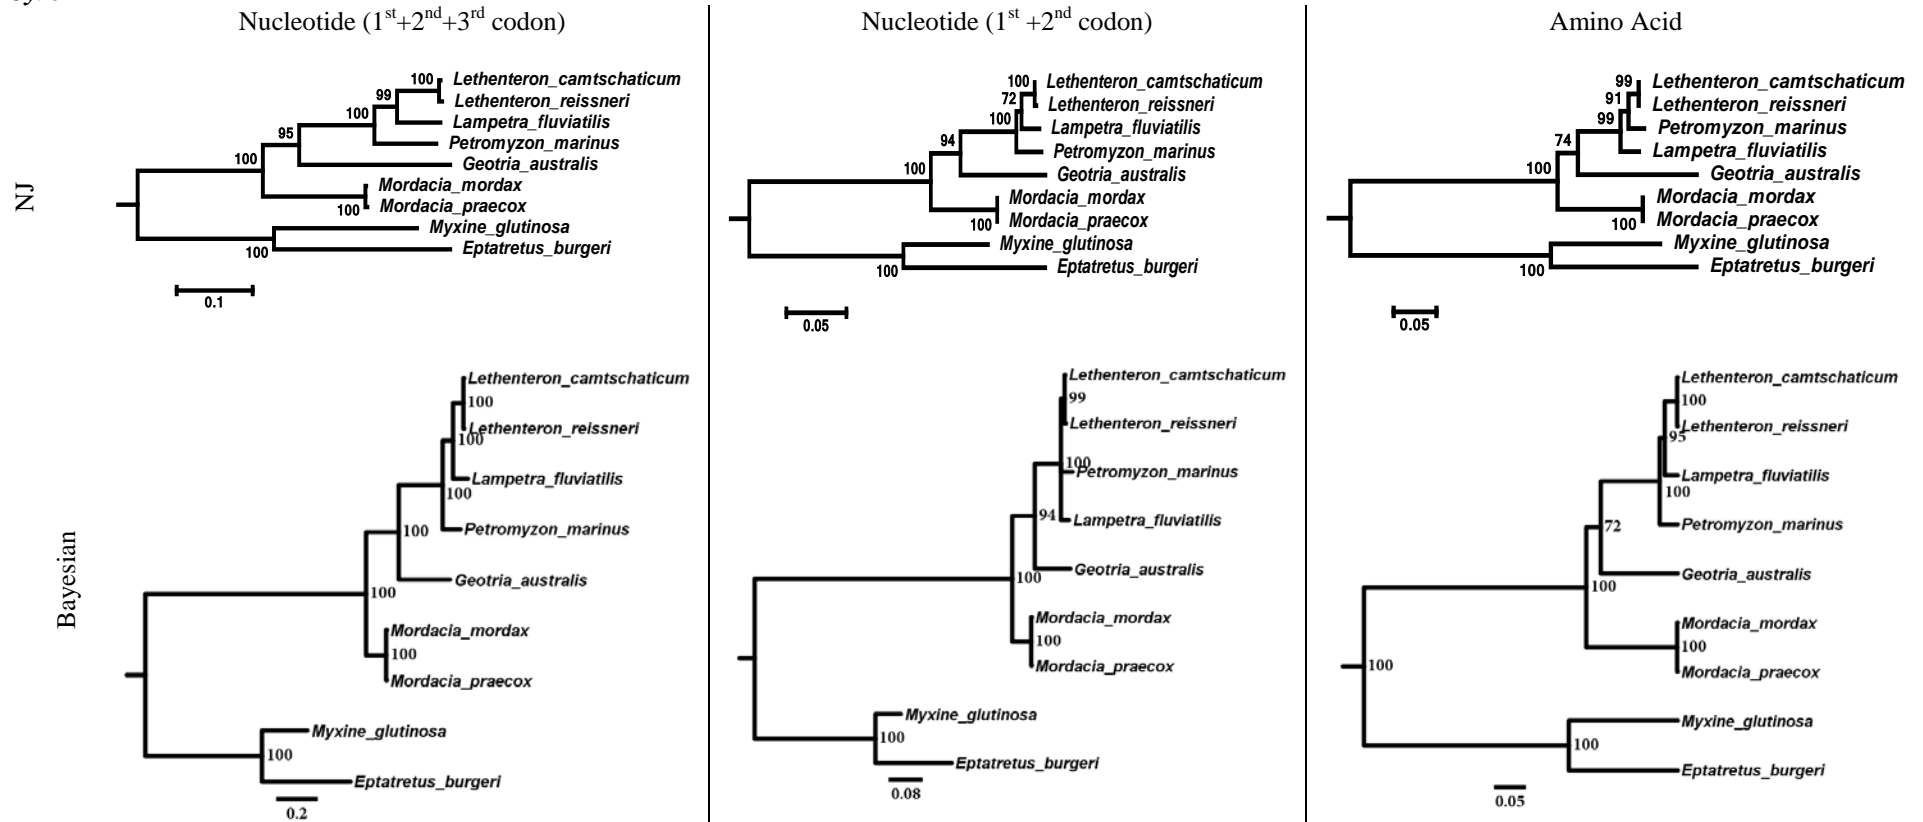 Nucleotide (1st+2nd+3rd codon)
Nucleotide (1st +2nd codon)
Amino Acid
NJ
100 Lethenteron_camtschaticum
99 Lethenteron_reissneri
100 Lampetra_fluviatilis
95 Petromyzon_marinus
100 Geotria_australis
Mordacia_mordax
100 Mordacia_praecox
Myxine_glutinosa
100 Eptatretus_burgeri
0.1
100 Lethenteron_camtschaticum
72 Lethenteron_reissneri
100 Lampetra_fluviatilis
94 Petromyzon_marinus
100 Geotria_australis
Mordacia_mordax
100 Mordacia_praecox
Myxine_glutinosa
100 Eptatretus_burgeri
0.05
99 Lethenteron_camtschaticum
91 Lethenteron_reissneri
99 Petromyzon_marinus
74 Lampetra_fluviatilis
100 Geotria_australis
Mordacia_mordax
100 Mordacia_praecox
Myxine_glutinosa
100 Eptatretus_burgeri
0.05
Bayesian
Lethenteron_camtschaticum
100
Lethenteron_reissneri
100
Lampetra_fluviatilis
100
Petromyzon_marinus
100
Geotria_australis
100
Mordacia_mordax
100
Mordacia_praecox
Myxine_glutinosa
100
Eptatretus_burgeri
0.2
Lethenteron_camtschaticum
99
Lethenteron_reissneri
100
Petromyzon_marinus
94
Lampetra_fluviatilis
Geotria_australis
100
Mordacia_mordax
100
Mordacia_praecox
Myxine_glutinosa
100
Eptatretus_burgeri
0.08
Lethenteron_camtschaticum
100
Lethenteron_reissneri
95
Lampetra_fluviatilis
100
Petromyzon_marinus
72
Geotria_australis
100
Mordacia_mordax
100
Mordacia_praecox
100
Myxine_glutinosa
100
Eptatretus_burgeri
0.05